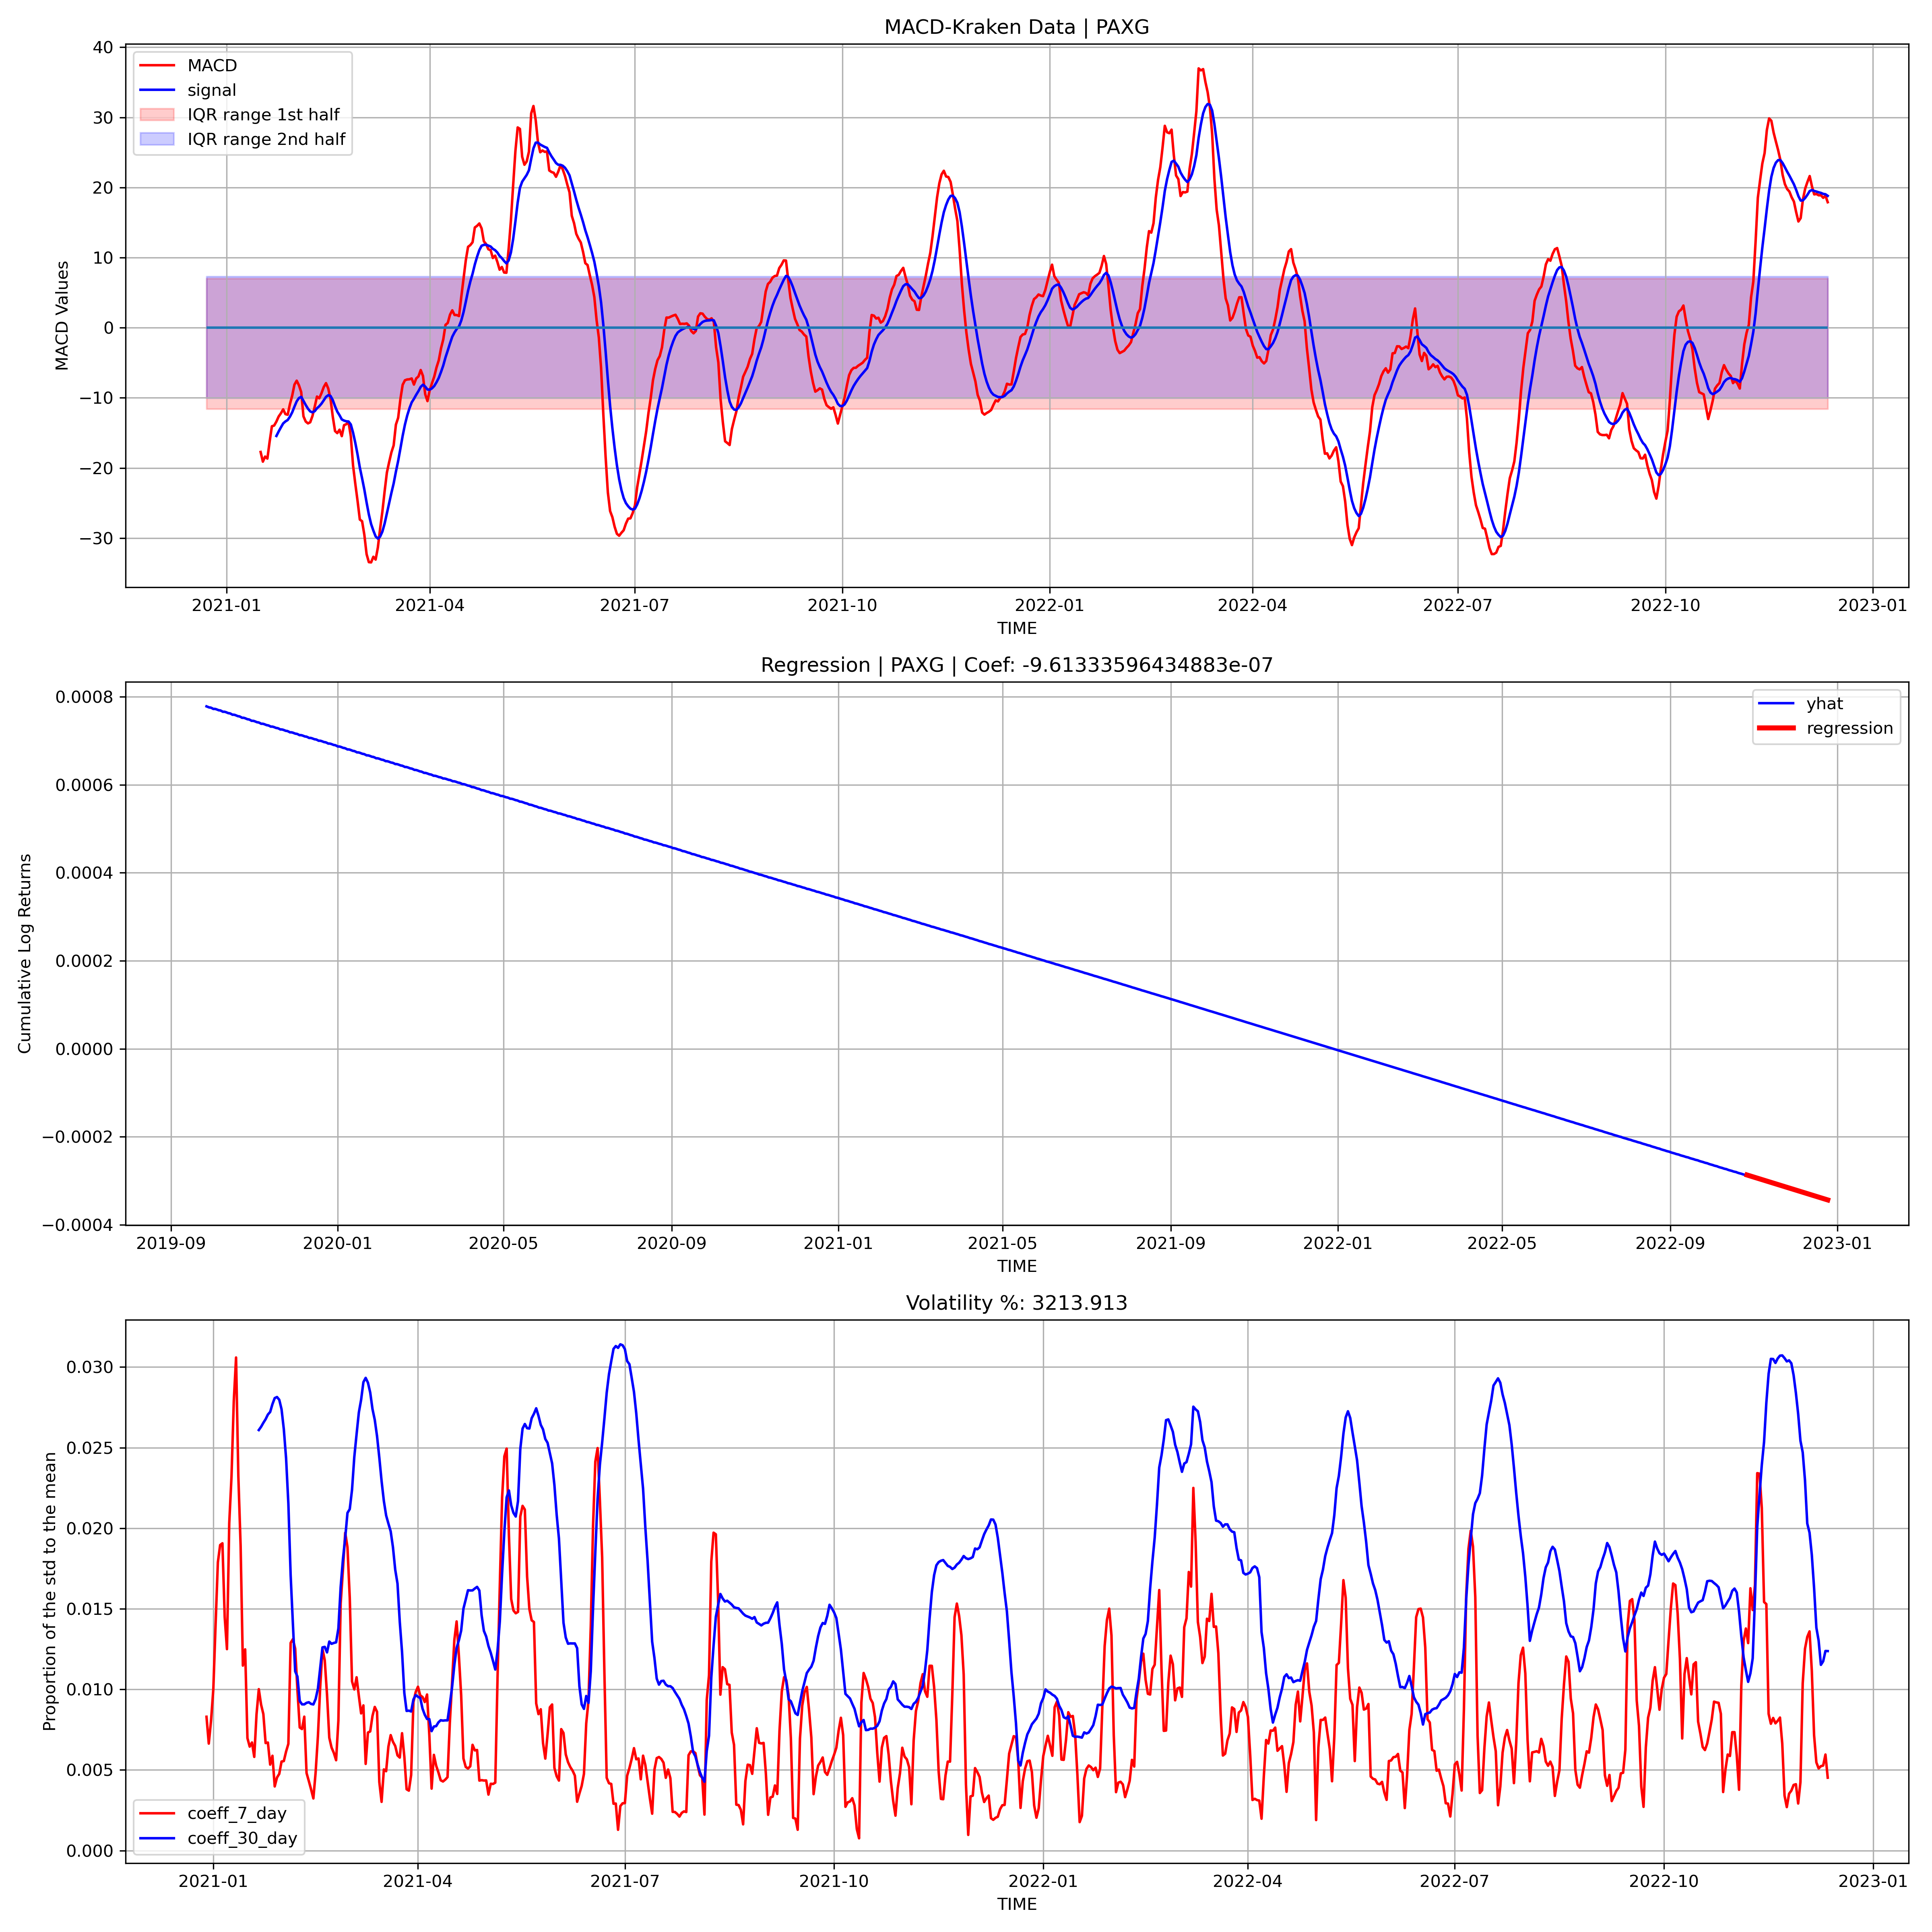 MACD-Kraken Data | PAXG
MACD
signal
IQR range 1st half
IQR range 2nd half
40
30
20
10
0
−10
−20
−30
MACD Values
2021-01 2021-04 2021-07 2021-10 2022-01 2022-04 2022-07 2022-10 2023-01
TIME
Regression | PAXG | Coef: -9.61333596434883e-07
yhat
regression
0.0008
0.0006
0.0004
0.0002
0.0000
−0.0002
−0.0004
Cumulative Log Returns
2019-09 2020-01 2020-05 2020-09 2021-01 2021-05 2021-09 2022-01 2022-05 2022-09 2023-01
TIME
Volatility %: 3213.913
0.030
0.025
0.020
0.015
0.010
0.005
0.000
Proportion of the std to the mean
coeff_7_day
coeff_30_day
2021-01 2021-04 2021-07 2021-10 2022-01 2022-04 2022-07 2022-10 2023-01
TIME